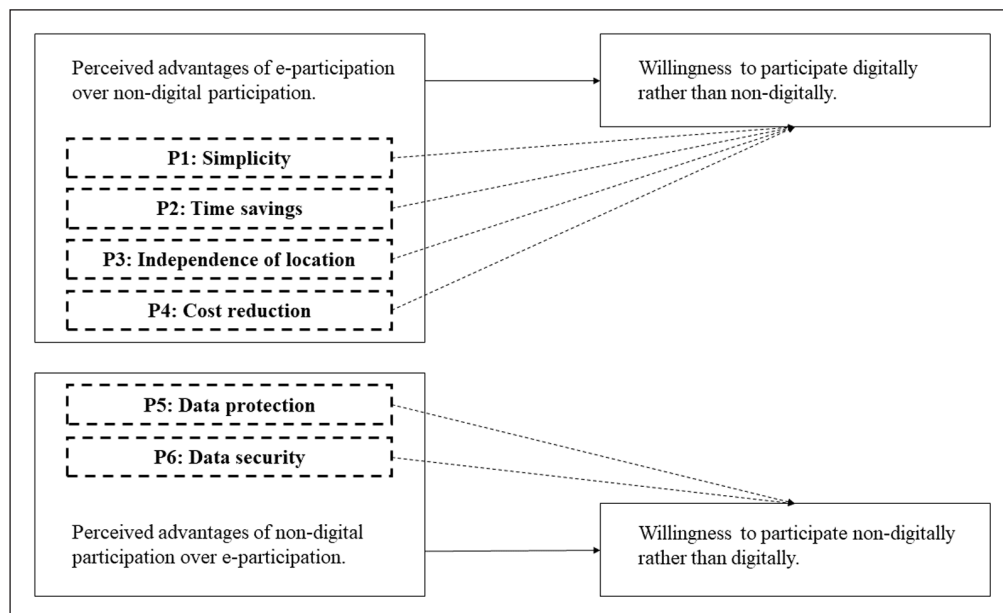 Perceived advantages of e-participation
over non-digital participation.
P1: Simplicity
P2: Time savings
P3: Independence of location
P4: Cost reduction
Willingness to participate digitally
rather than non-digitally.
P5: Data protection
P6: Data security
Perceived advantages of non-digital
participation over e-participation.
Willingness to participate non-digitally
rather than digitally.